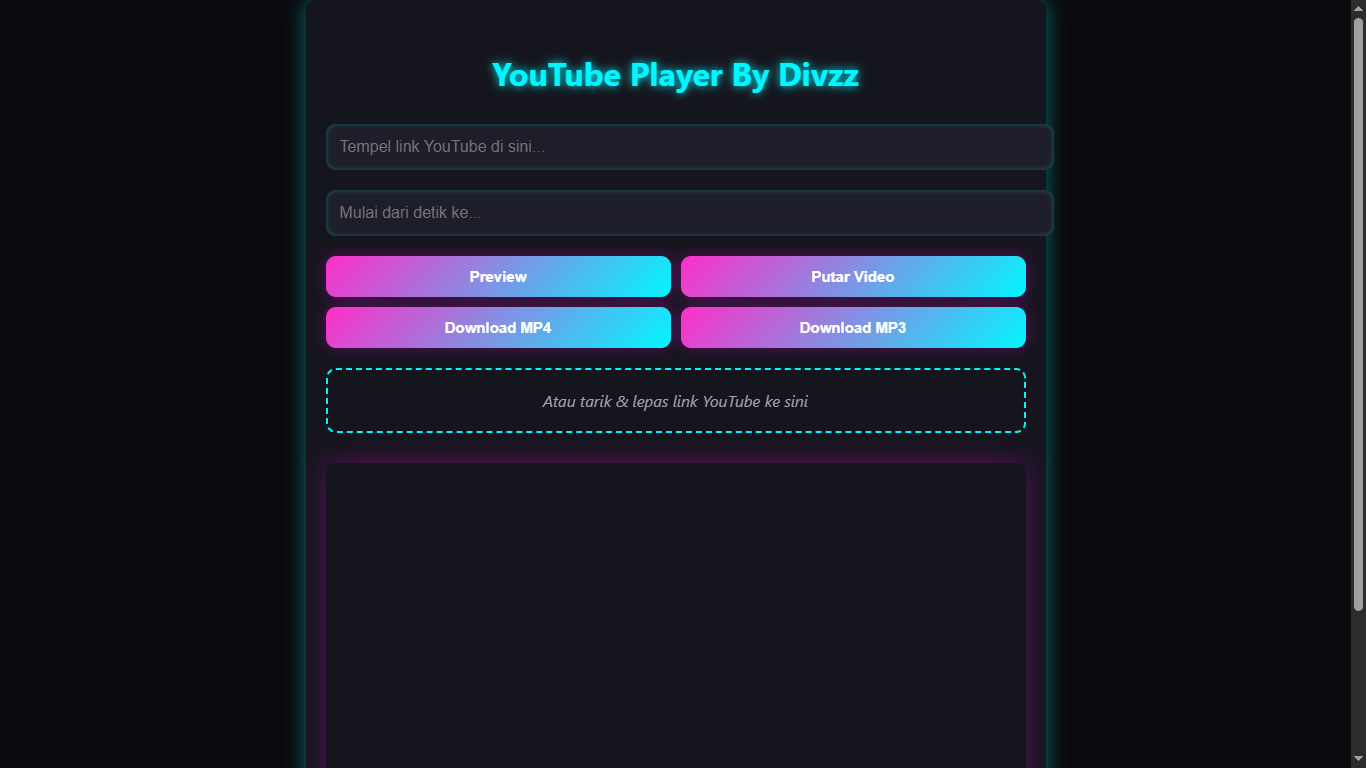 YouTube Player By Divzz
Tempel link YouTube di sini...
Mulai dari detik ke...
Preview
Putar Video
Download MP4
Download MP3
Atau tarik & lepas link YouTube ke sini